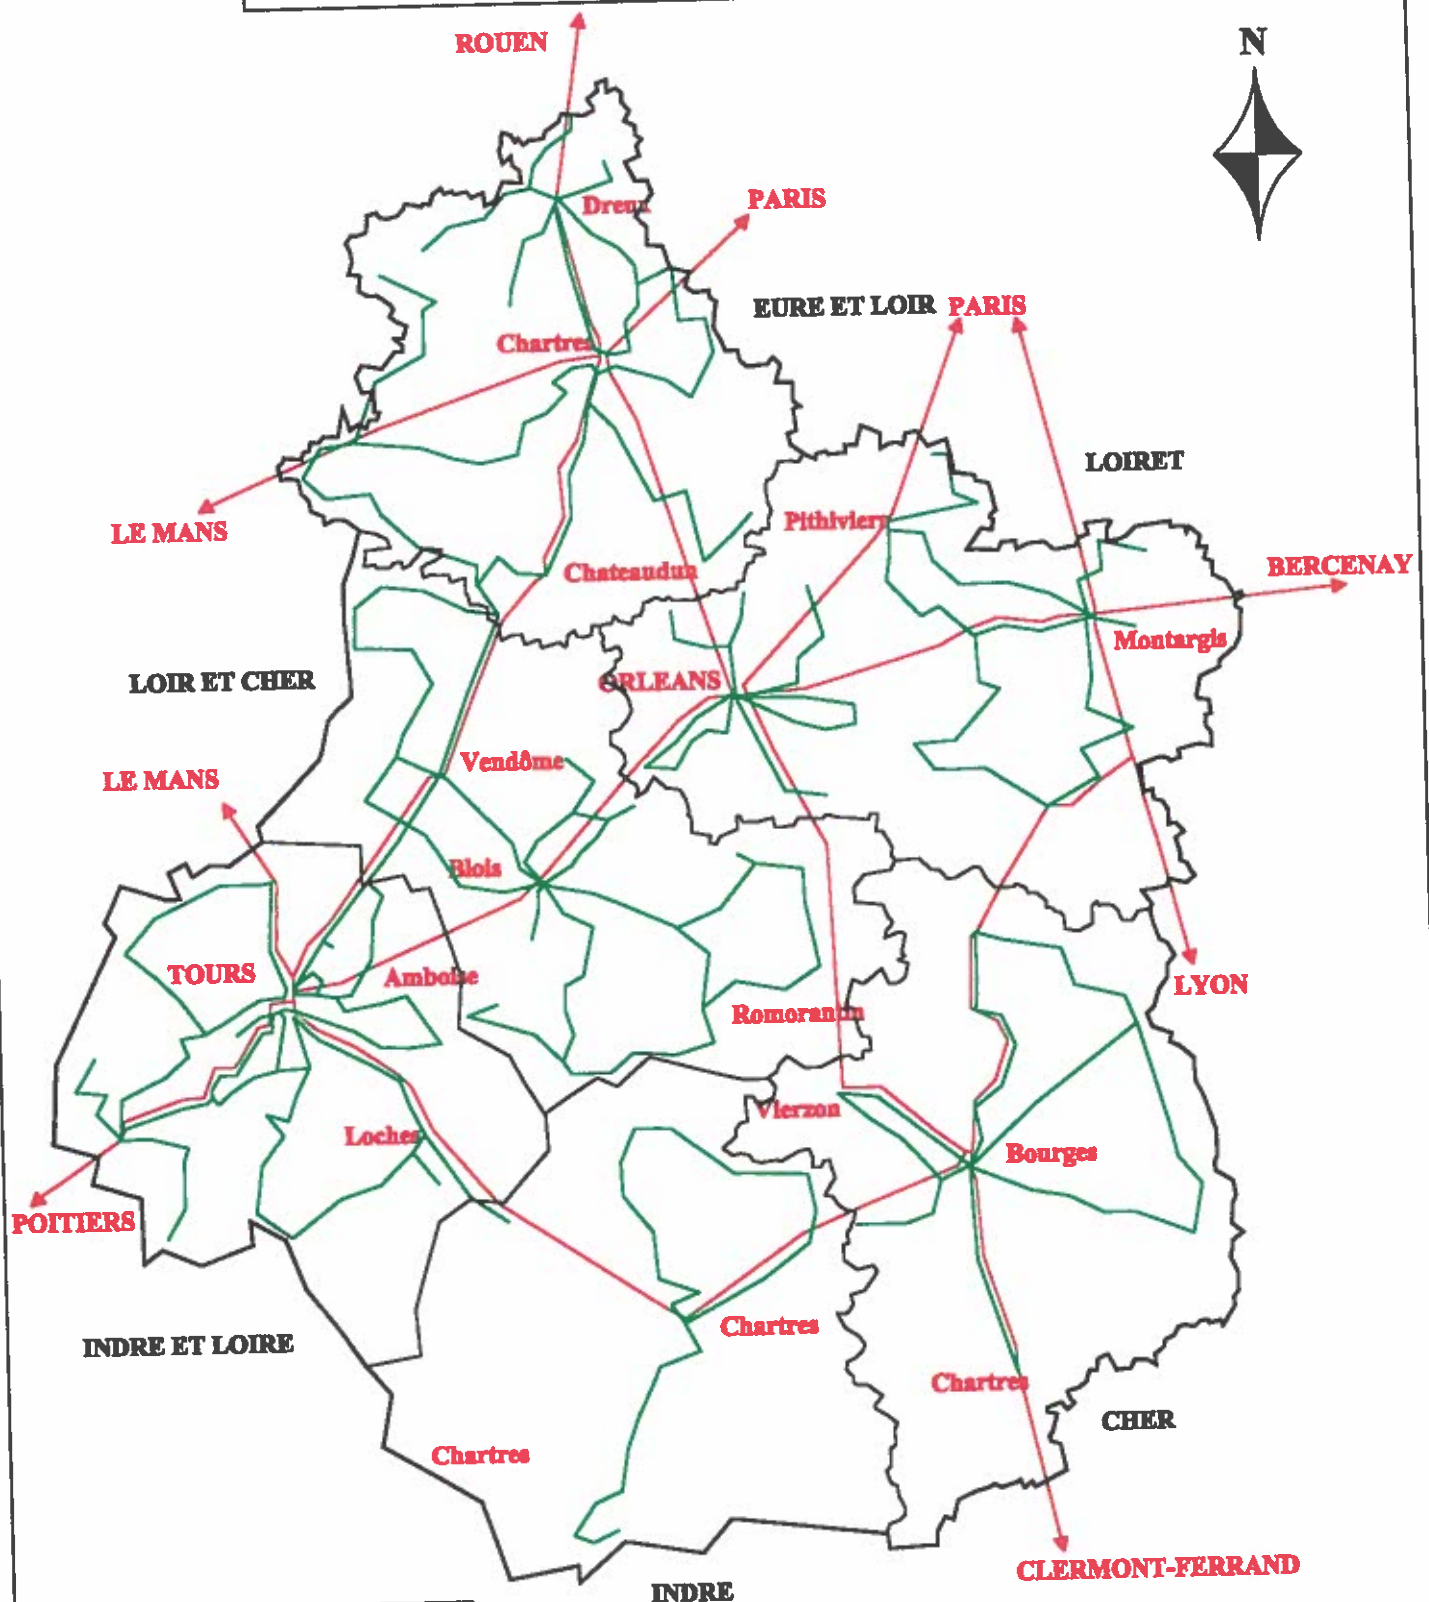 ROUEN
N
Dreux
PARIS
EURE ET LOIR
PARIS
Chartres
LOIRET
LE MANS
Pithiviers
Chateaudun
BERCENAY
Montargis
LOIR ET CHER
ORLEANS
Vendôme
LE MANS
Blois
TOURS
Amboise
LYON
Romorantin
Vierzon
Loches
Bourges
POITIERS
Chartres
INDRE ET LOIRE
Chartres
CHER
Chartres
CLERMONT-FERRAND
INDRE